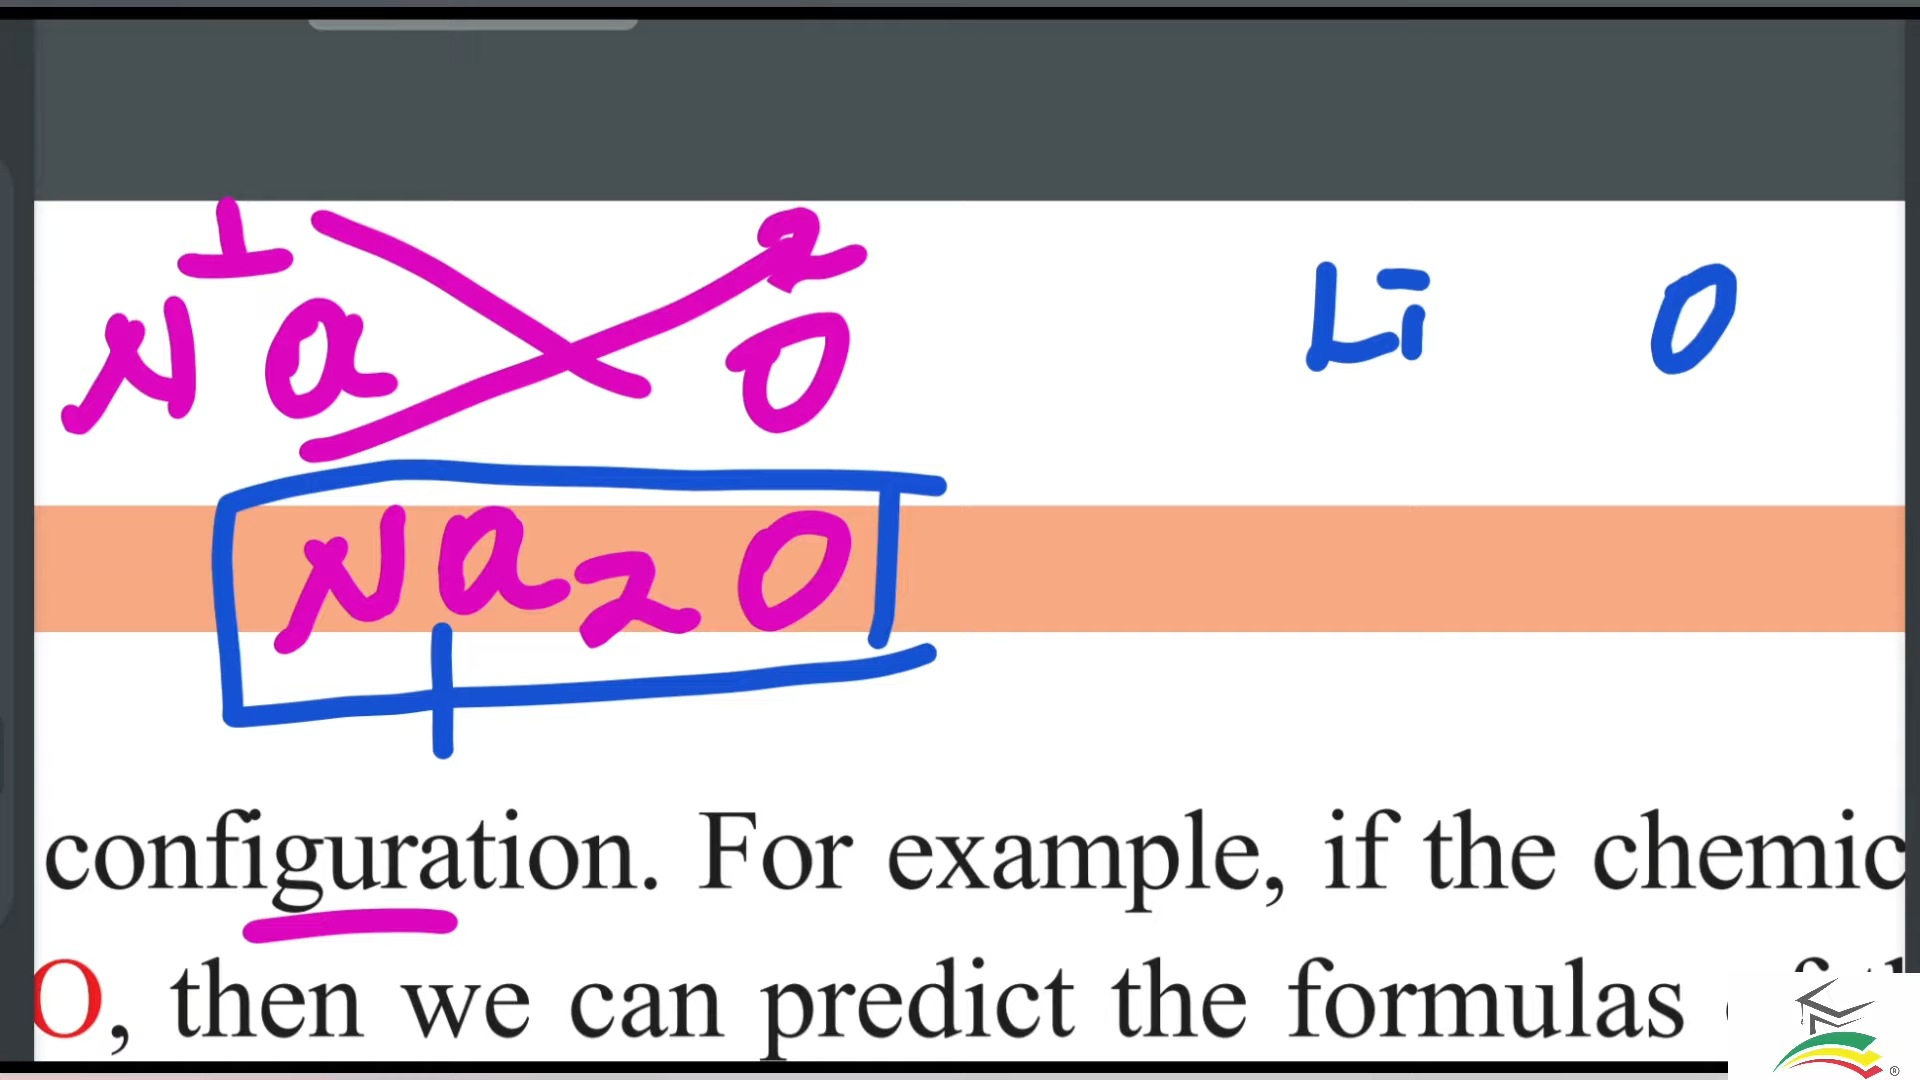 Na 1 O 2
Li O
Na2O
configuration. For example, if the chemic
O, then we can predict the formulas
®